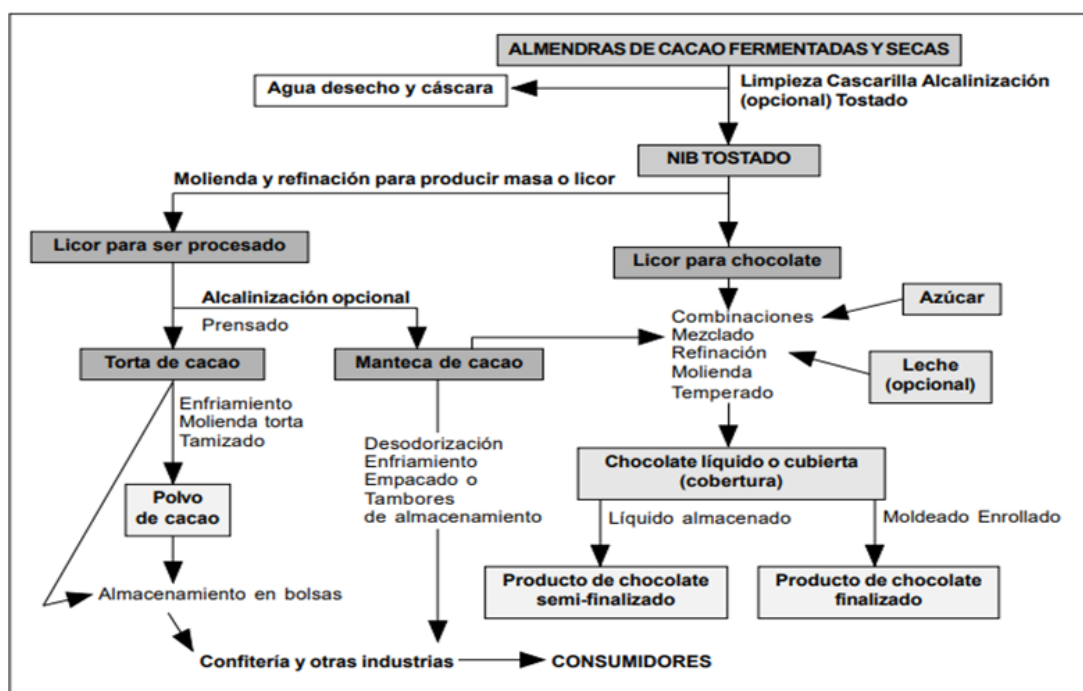 ALMENDRAS DE CACAO FERMENTADAS Y SECAS
Agua desecho y cáscara
Limpieza Cascarilla Alcalinización
(opcional) Tostado
NIB TOSTADO
Molienda y refinación para producir masa o licor
Licor para ser procesado
Licor para chocolate
Alcalinización opcional
Prensado
Azúcar
Combinaciones
Mezclado
Refinación
Molienda
Temperado
Leche
(opcional)
Torta de cacao
Manteca de cacao
Enfriamiento
Molienda torta
Tamizado
Desodorización
Enfriamiento
Empacado o
Tambores
de almacenamiento
Chocolate líquido o cubierta
(cobertura)
Polvo
de cacao
Líquido almacenado
Moldeado Enrollado
Producto de chocolate
semi-finalizado
Producto de chocolate
finalizado
Almacenamiento en bolsas
Confitería y otras industrias
CONSUMIDORES